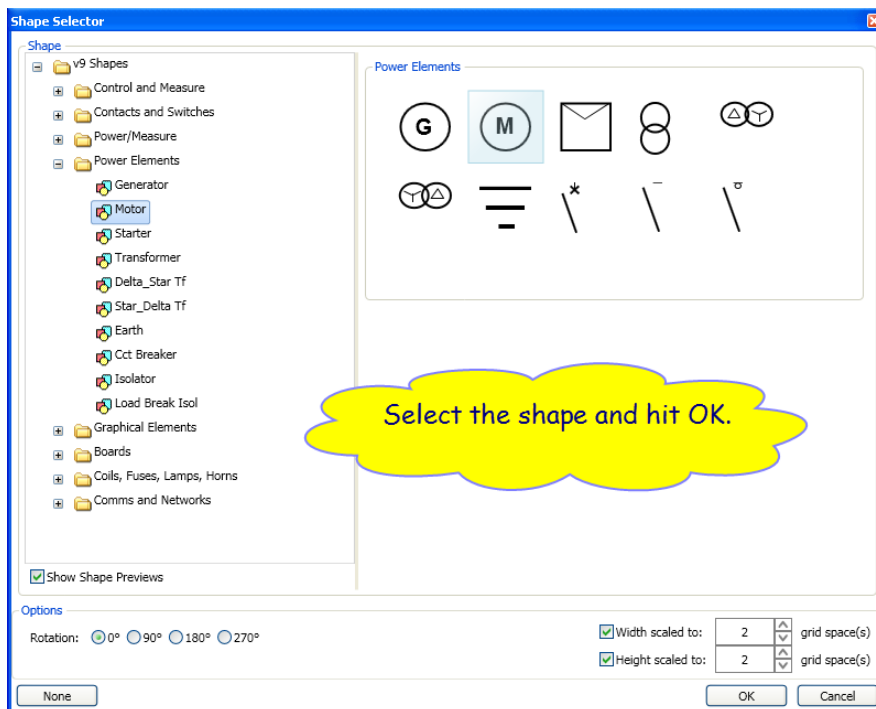 Shape Selector
Shape
v9 Shapes
Control and Measure
Contacts and Switches
Power/Measure
Power Elements
Generator
Motor
Starter
Transformer
Delta_Star Tf
Star_Delta Tf
Earth
Cct Breaker
Isolator
Load Break Isol
Graphical Elements
Boards
Coils, Fuses, Lamps, Horns
Comms and Networks
Show Shape Previews
Power Elements
G
M
Select the shape and hit OK.
Options
Rotation: 0° 90° 180° 270°
Width scaled to: 2 grid space(s)
Height scaled to: 2 grid space(s)
None
OK
Cancel